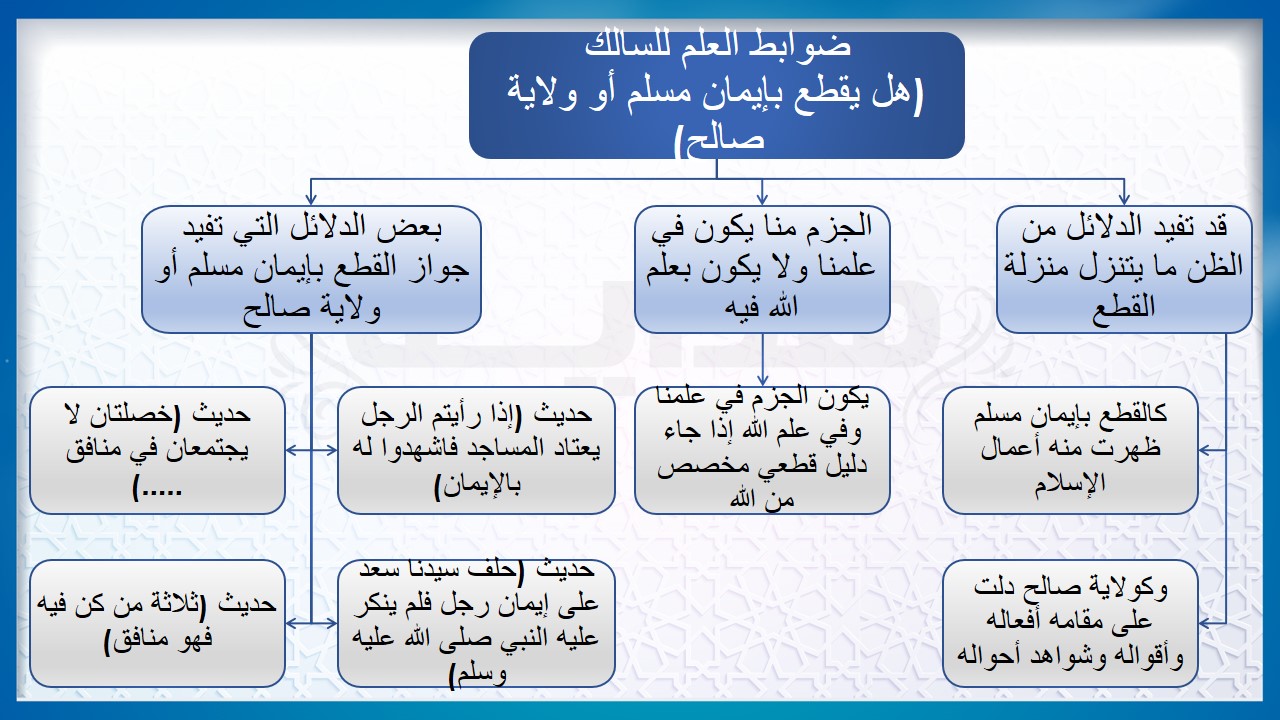 ضوابط العلم للسالك
(هل يقطع بإيمان مسلم أو ولاية
صالح)
قد تفيد الدلائل من
الظن ما يتنزل منزلة
القطع
الجزم منا يكون في
علمنا ولا يكون بعلم
الله فيه
بعض الدلائل التي تفيد
جواز القطع بإيمان مسلم أو
ولاية صالح
كالقطع بإيمان مسلم
ظهرت منه أعمال
الإسلام
يكون الجزم في علمنا
وفي علم الله إذا جاء
دليل قطعي مخصص
من الله
حديث (إذا رأيتم الرجل
يعتاد المساجد فاشهدوا له
بالإيمان)
حديث (خصلتان لا
يجتمعان في منافق
.....)
وكولاية صالح دلت
على مقامه أفعاله
وأقواله وشواهد أحواله
حديث (حلف سيدنا سعد
على إيمان رجل فلم ينكر
عليه النبي صلى الله عليه
وسلم)
حديث (ثلاثة من كن فيه
فهو منافق)